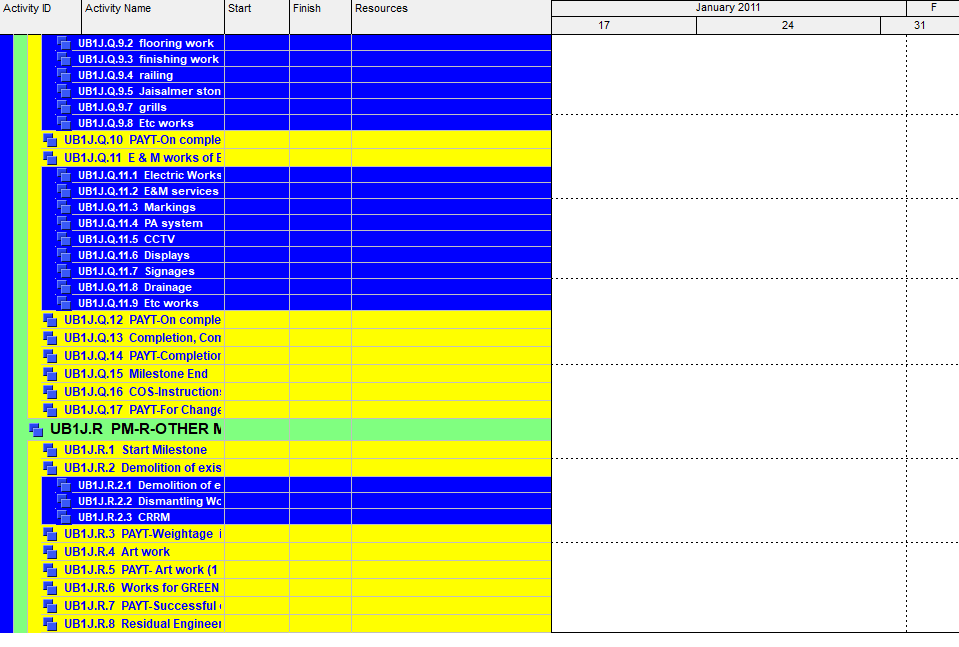 Activity ID Activity Name Start Finish Resources January 2011 F
17 24 31
UB1J.Q.9.2 flooring work
UB1J.Q.9.3 finishing work
UB1J.Q.9.4 railing
UB1J.Q.9.5 Jaisalmer ston
UB1J.Q.9.7 grills
UB1J.Q.9.8 Etc works
UB1J.Q.10 PAYT-On comple
UB1J.Q.11 E & M works of E
UB1J.Q.11.1 Electric Works
UB1J.Q.11.2 E&M services
UB1J.Q.11.3 Markings
UB1J.Q.11.4 PA system
UB1J.Q.11.5 CCTV
UB1J.Q.11.6 Displays
UB1J.Q.11.7 Signages
UB1J.Q.11.8 Drainage
UB1J.Q.11.9 Etc works
UB1J.Q.12 PAYT-On comple
UB1J.Q.13 Completion, Com
UB1J.Q.14 PAYT-Completion
UB1J.Q.15 Milestone End
UB1J.Q.16 COS-Instructions
UB1J.Q.17 PAYT-For Change
UB1J.R PM-R-OTHER M
UB1J.R.1 Start Milestone
UB1J.R.2 Demolition of exis
UB1J.R.2.1 Demolition of e
UB1J.R.2.2 Dismantling Wo
UB1J.R.2.3 CRRM
UB1J.R.3 PAYT-Weightage i
UB1J.R.4 Art work
UB1J.R.5 PAYT- Art work (1
UB1J.R.6 Works for GREEN
UB1J.R.7 PAYT-Successful
UB1J.R.8 Residual Engineer